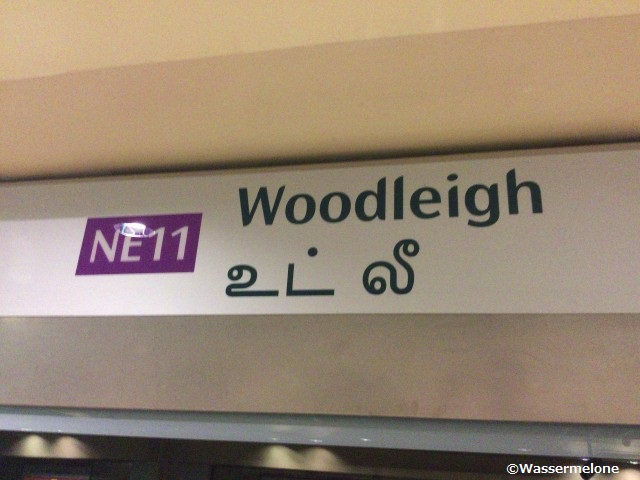 NE11
Woodleigh
உட் லீ
©Wassermelone